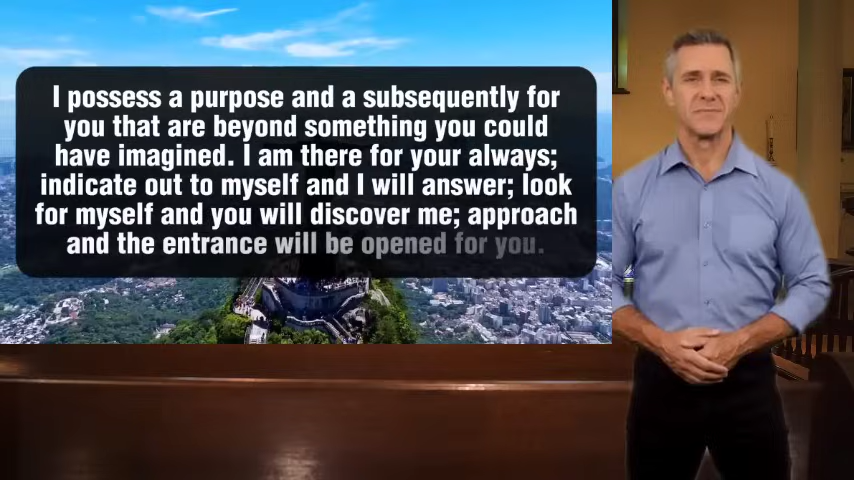 I possess a purpose and a subsequently for
you that are beyond something you could
have imagined. I am there for your always;
indicate out to myself and I will answer; look
for myself and you will discover me; approach
and the entrance will be opened for you.